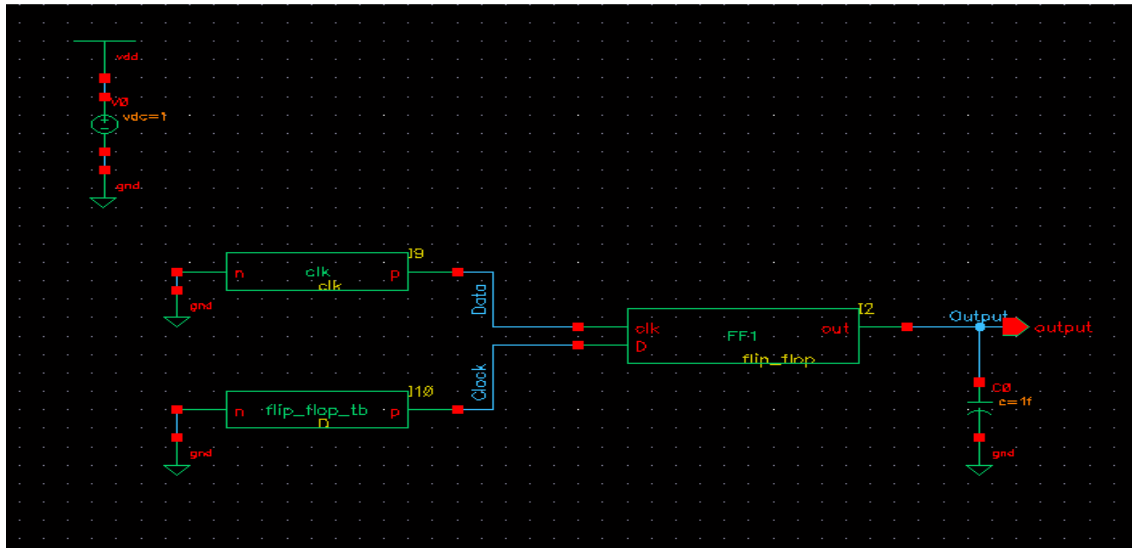 vdd
V0
vdc=1
gnd
I9
n clk p
clk
gnd
Data
I2
clk FF1 out
D
flip_flop
Output
output
Clock
I10
n flip_flop_tb p
D
gnd
C0
c=1f
gnd